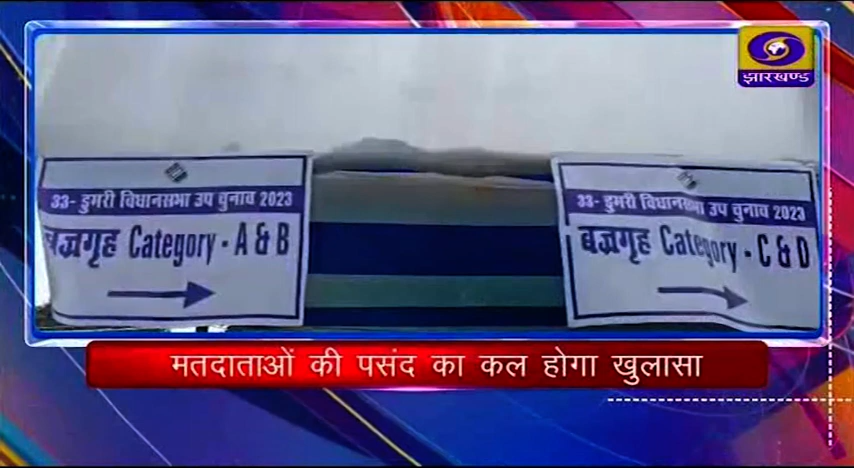 झारखण्ड
33- डुमरी विधानसभा उप चुनाव 2023
बज्रगृह Category - A & B
33- डुमरी विधानसभा उप चुनाव 2023
बज्रगृह Category - C & D
मतदाताओं की पसंद का कल होगा खुलासा